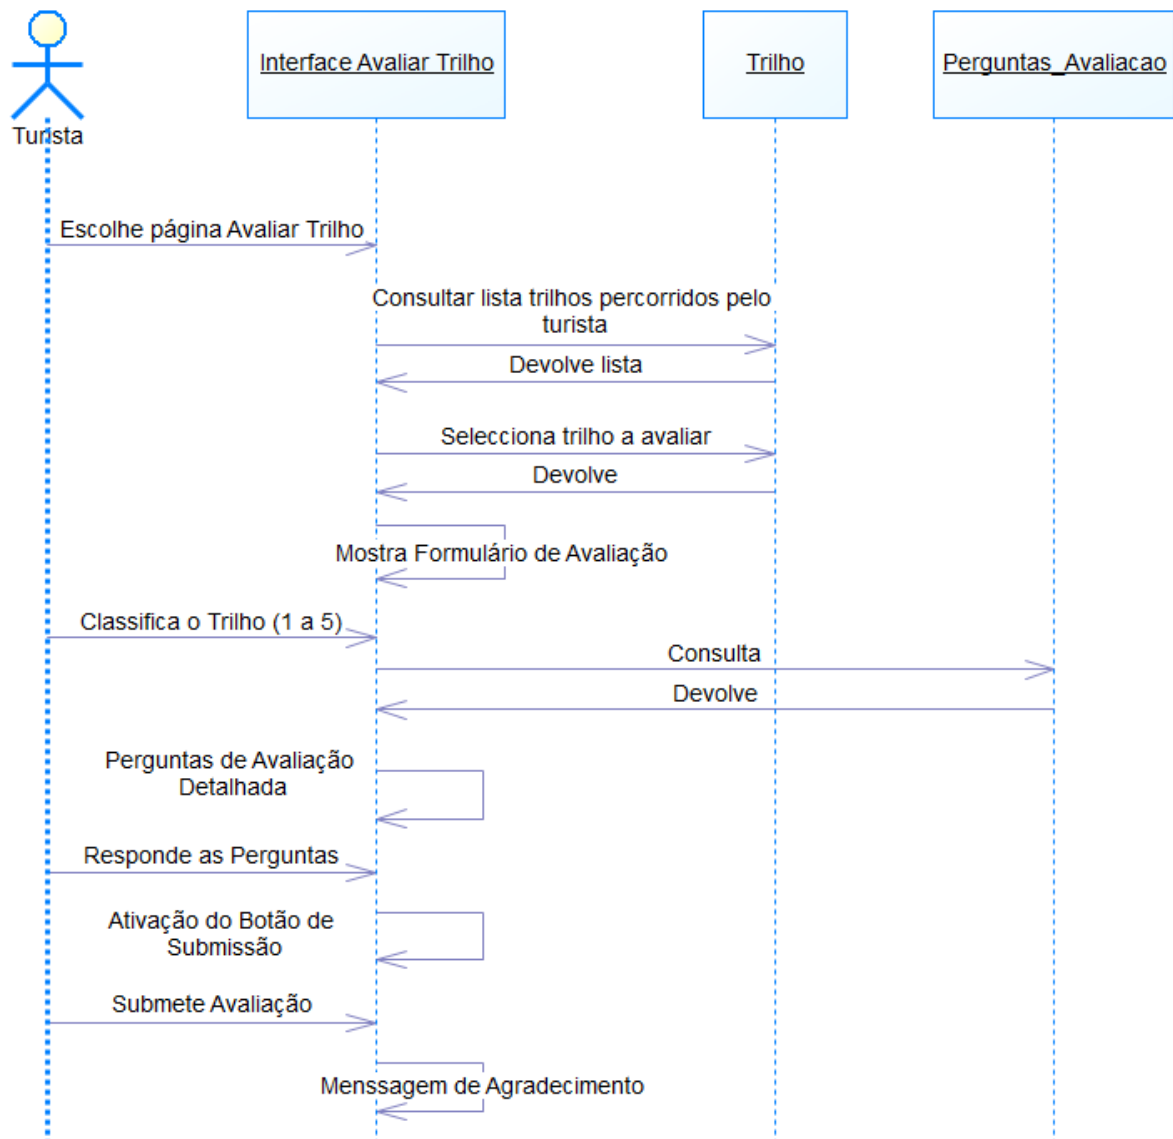 Interface Avaliar Trilho
Trilho
Perguntas_Avaliacao
Turista
Escolhe página Avaliar Trilho
Consultar lista trilhos percorridos pelo
turista
Devolve lista
Selecciona trilho a avaliar
Devolve
Mostra Formulário de Avaliação
Classifica o Trilho (1 a 5)
Consulta
Devolve
Perguntas de Avaliação
Detalhada
Responde as Perguntas
Ativação do Botão de
Submissão
Submete Avaliação
Menssagem de Agradecimento